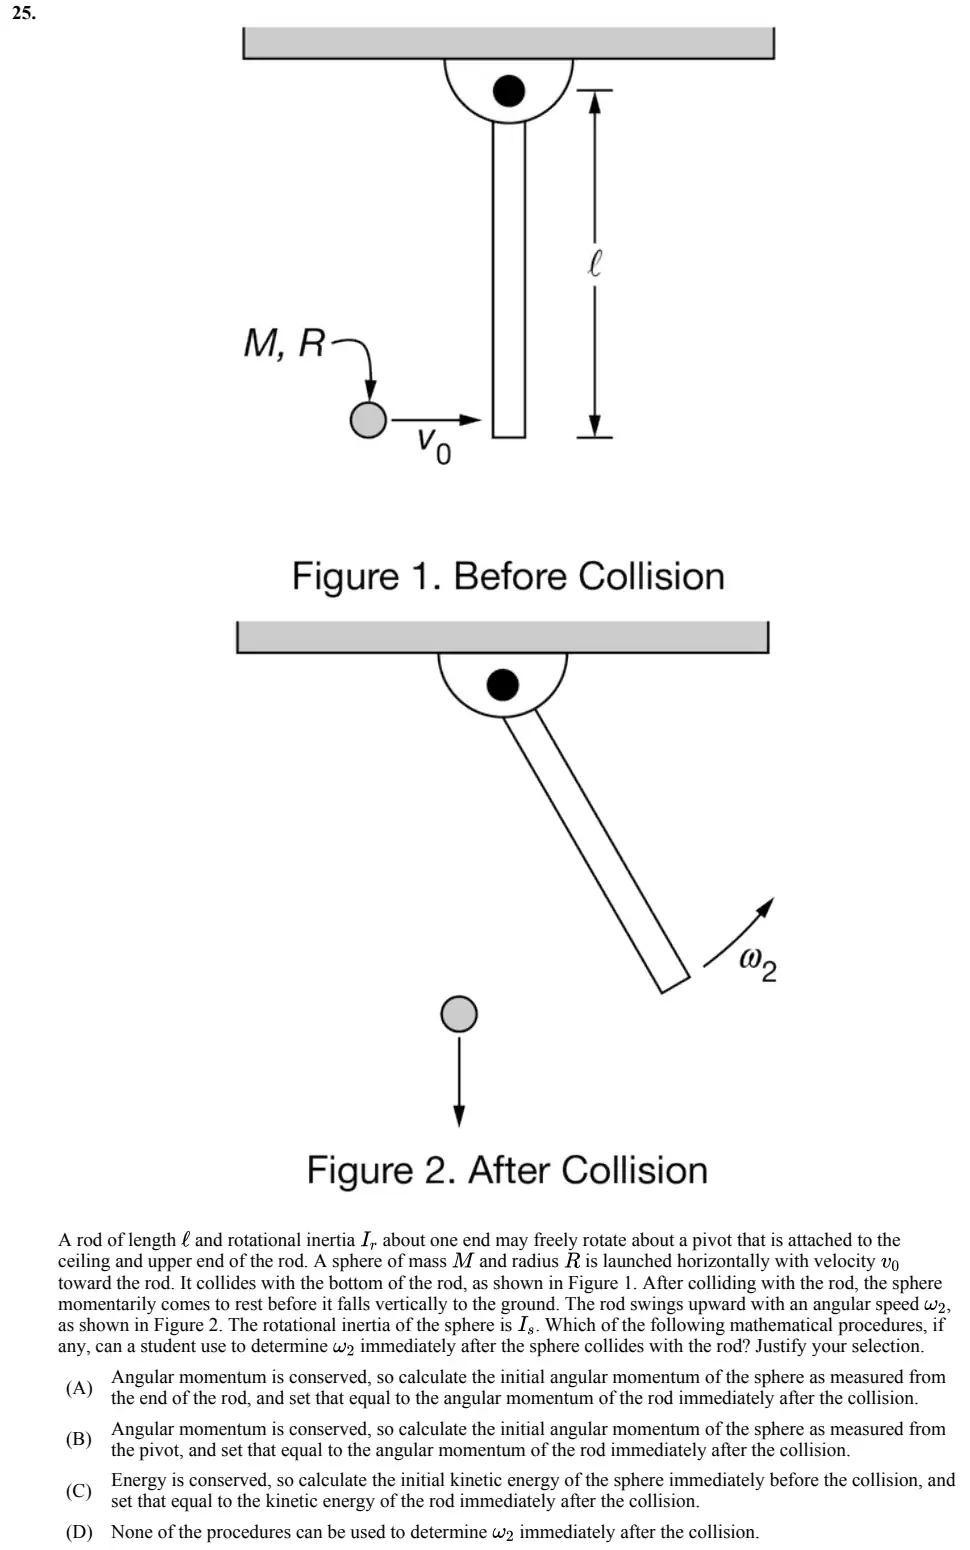 25.
ℓ
M, R
v₀
Figure 1. Before Collision
ω₂
Figure 2. After Collision
A rod of length ℓ and rotational inertia Iᵣ about one end may freely rotate about a pivot that is attached to the
ceiling and upper end of the rod. A sphere of mass M and radius R is launched horizontally with velocity v₀
toward the rod. It collides with the bottom of the rod, as shown in Figure 1. After colliding with the rod, the sphere
momentarily comes to rest before it falls vertically to the ground. The rod swings upward with an angular speed ω₂,
as shown in Figure 2. The rotational inertia of the sphere is Iₛ. Which of the following mathematical procedures, if
any, can a student use to determine ω₂ immediately after the sphere collides with the rod? Justify your selection.
(A) Angular momentum is conserved, so calculate the initial angular momentum of the sphere as measured from
the end of the rod, and set that equal to the angular momentum of the rod immediately after the collision.
(B) Angular momentum is conserved, so calculate the initial angular momentum of the sphere as measured from
the pivot, and set that equal to the angular momentum of the rod immediately after the collision.
(C) Energy is conserved, so calculate the initial kinetic energy of the sphere immediately before the collision, and
set that equal to the kinetic energy of the rod immediately after the collision.
(D) None of the procedures can be used to determine ω₂ immediately after the collision.